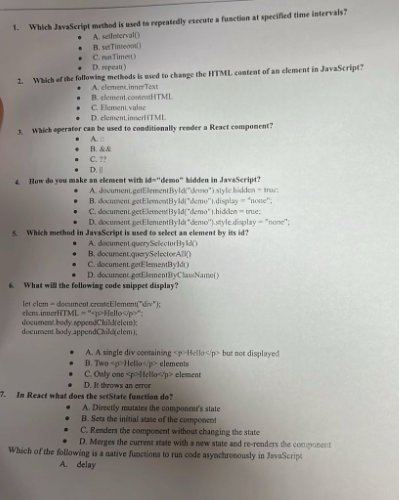 1. Which JavaScript method is used to repeatedly execute a function at specified time intervals?
• A. setInterval()
• B. setTimeout()
• C. runTimer()
• D. repeat()
2. Which of the following methods is used to change the HTML content of an element in JavaScript?
• A. element.innerText
• B. element.contentHTML
• C. Element.value
• D. element.innerHTML
3. Which operator can be used to conditionally render a React component?
• A.
• B. &&
• C. ??
• D. ||
4. How do you make an element with id="demo" hidden in JavaScript?
• A. document.getElementById("demo").style.hidden = true;
• B. document.getElementById("demo").display = "none";
• C. document.getElementById("demo").hidden = true;
• D. document.getElementById("demo").style.display = "none";
5. Which method in JavaScript is used to select an element by its id?
• A. document.querySelectorById()
• B. document.querySelectorAll()
• C. document.getElementById()
• D. document.getElementByClassName()
6. What will the following code snippet display?
let elem = document.createElement("div");
elem.innerHTML = "<p>Hello</p>";
document.body.appendChild(elem);
document.body.appendChild(elem);
• A. A single div containing <p>Hello</p> but not displayed
• B. Two <p>Hello</p> elements
• C. Only one <p>Hello</p> element
• D. It throws an error
7. In React what does the setState function do?
• A. Directly mutates the component's state
• B. Sets the initial state of the component
• C. Renders the component without changing the state
• D. Merges the current state with a new state and re-renders the component
Which of the following is a native functions to run code asynchronously in JavaScript
A. delay